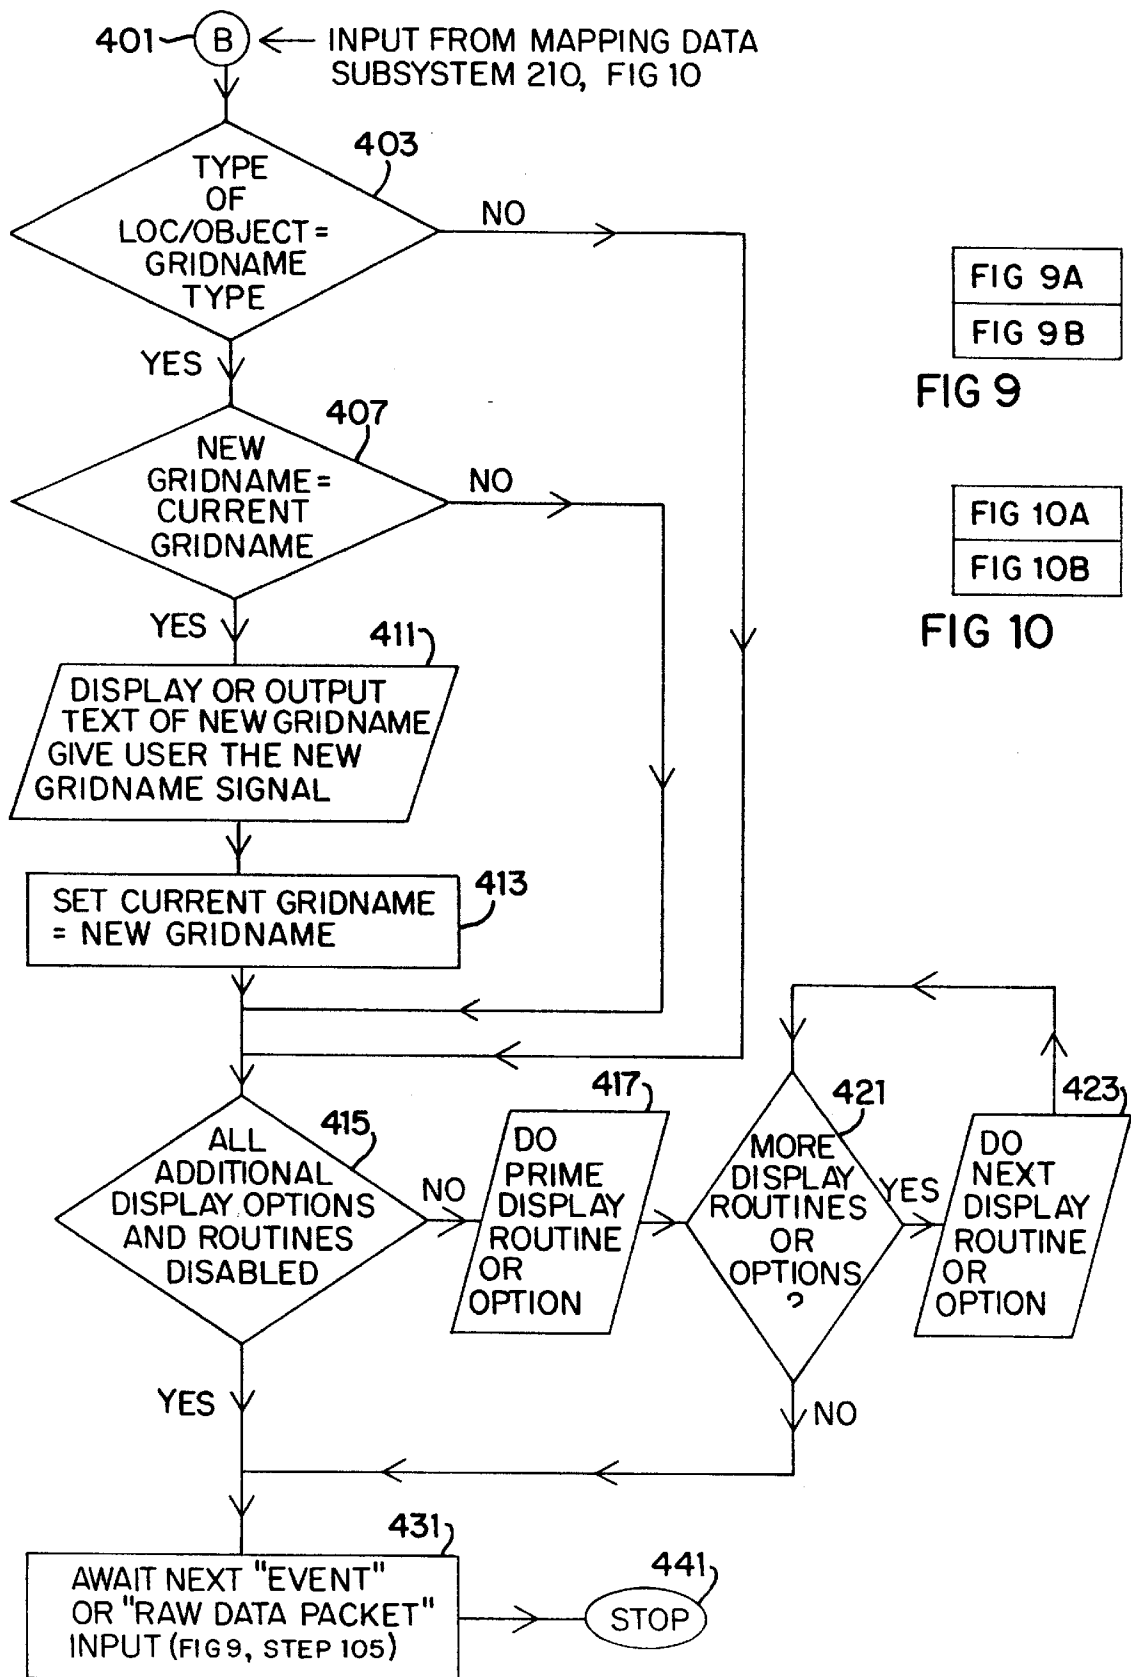 401
B
INPUT FROM MAPPING DATA
SUBSYSTEM 210, FIG 10
403
TYPE
OF
LOC/OBJECT =
GRIDNAME
TYPE
NO
YES
FIG 9A
FIG 9B
FIG 9
407
NEW
GRIDNAME =
CURRENT
GRIDNAME
NO
YES
FIG 10A
FIG 10B
FIG 10
411
DISPLAY OR OUTPUT
TEXT OF NEW GRIDNAME
GIVE USER THE NEW
GRIDNAME SIGNAL
413
SET CURRENT GRIDNAME
= NEW GRIDNAME
415
ALL
ADDITIONAL
DISPLAY OPTIONS
AND ROUTINES
DISABLED
NO
YES
417
DO
PRIME
DISPLAY
ROUTINE
OR
OPTION
421
MORE
DISPLAY
ROUTINES
OR
OPTIONS
?
YES
NO
423
DO
NEXT
DISPLAY
ROUTINE
OR
OPTION
431
AWAIT NEXT "EVENT"
OR "RAW DATA PACKET"
INPUT (FIG 9, STEP 105)
441
STOP